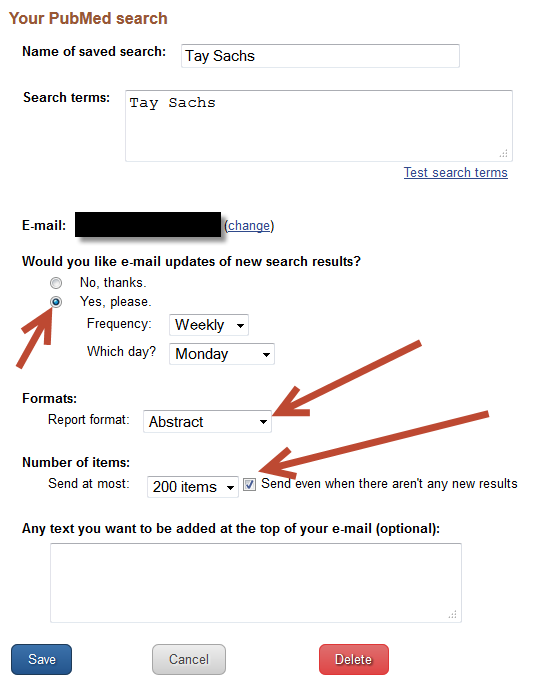 Your PubMed search
Name of saved search: Tay Sachs
Search terms: Tay Sachs
Test search terms
E-mail: (change)
Would you like e-mail updates of new search results?
No, thanks.
Yes, please.
Frequency: Weekly
Which day? Monday
Formats:
Report format: Abstract
Number of items:
Send at most: 200 items Send even when there aren't any new results
Any text you want to be added at the top of your e-mail (optional):
Save Cancel Delete